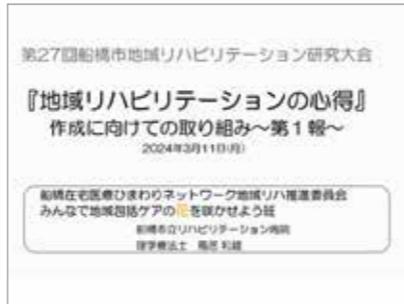 第27回船橋市地域リハビリテーション研究大会
『地域リハビリテーションの心得』
作成に向けての取り組み～第１報～
2024年3月11日(月)
船橋在宅医療ひまわりネットワーク地域リハ推進委員会
みんなで地域包括ケアの花を咲かせよう班
船橋市立リハビリテーション病院
理学療法士